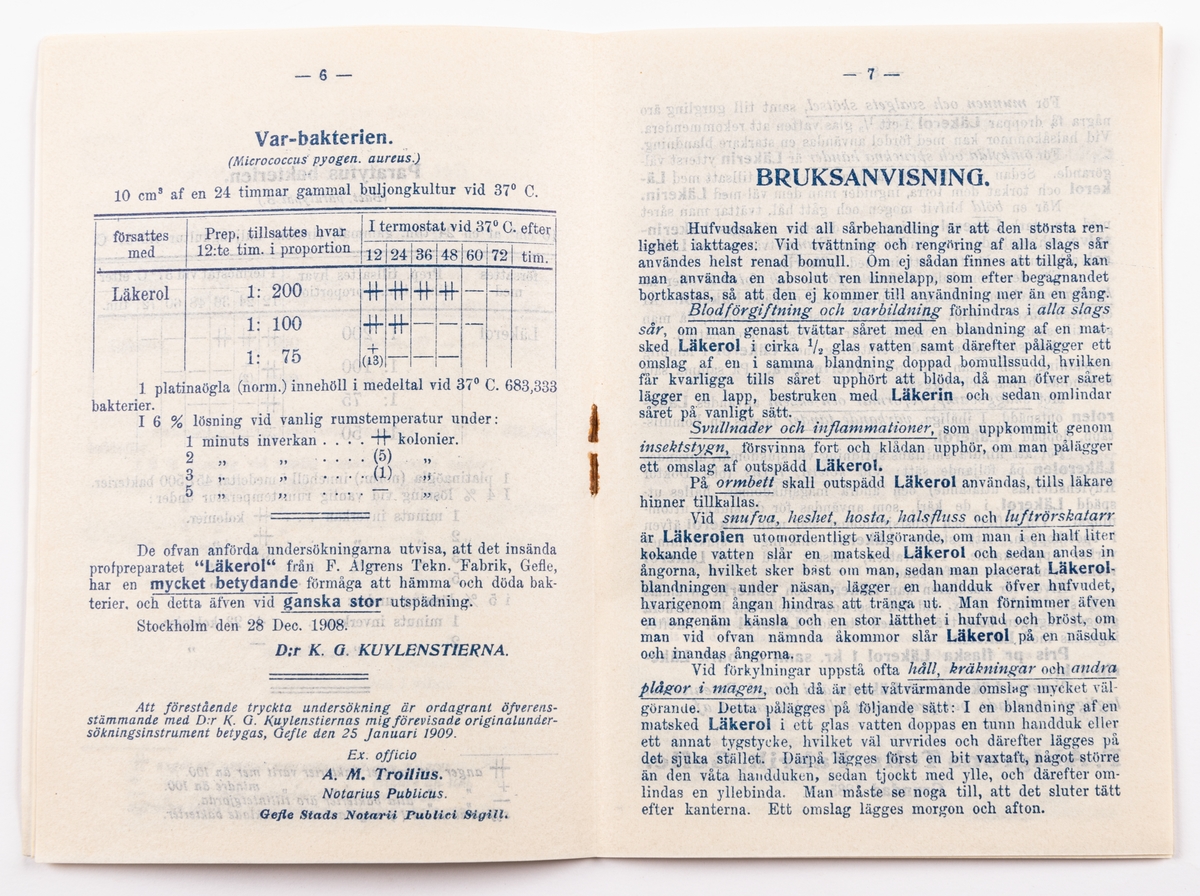 — 6 —
Var-bakterien.
(Micrococcus pyogen. aureus.)
10 cm³ af en 24 timmar gammal buljongkultur vid 37⁰ C.
försattes med | Prep. tillsattes hvar 12:te tim. i proportion | I termostat vid 37⁰ C. efter
12 | 24 | 36 | 48 | 60 | 72 | tim.
Läkerol | 1: 200 | ++ | ++ | ++ | ++
1: 100 | ++ | ++ | — | —
1: 75 | + (13) | — | — | —
1 platinaögla (norm.) innehöll i medeltal vid 37⁰ C. 683,333
bakterier.
I 6 % lösning vid vanlig rumstemperatur under:
1 minuts inverkan . . . . ++ kolonier.
2 „ „ . . . . . (5) „
3 „ „ . . . . . (1) „
5 „ „ — „
De ofvan anförda undersökningarna utvisa, att det insända
profpreparatet “Läkerol“ från F. Ahlgrens Tekn. Fabrik, Gefle,
har en mycket betydande förmåga att hämma och döda bak-
terier, och detta äfven vid ganska stor utspädning.
Stockholm den 28 Dec. 1908.
D:r K. G. KUYLENSTIERNA.
Att förestående tryckta undersökning är ordagrant öfverens-
stämmande med D:r K. G. Kuylenstiernas mig förevisade originalunder-
sökningsinstrument betygas, Gefle den 25 Januari 1909.
Ex. officio
A. M. Troilius.
Notarius Publicus.
Gefle Stads Notarii Publici Sigill.
— 7 —
BRUKSANVISNING.
Hufvudsaken vid all sårbehandling är att den största ren-
lighet iakttages: Vid tvättning och rengöring af alla slags sår
användes helst renad bomull. Om ej sådan finnes att tillgå, kan
man använda en absolut ren linnelapp, som efter begagnandet
bortkastas, så att den ej kommer till användning mer än en gång.
Blodförgiftning och varbildning förhindras i alla slags
sår, om man genast tvättar såret med en blandning af en mat-
sked Läkerol i cirka ¹/₂ glas vatten samt därefter pålägger ett
omslag af en i samma blandning doppad bomullssudd, hvilken
får kvarligga tills såret upphört att blöda, då man öfver såret
lägger en lapp, bestruken med Läkerin och sedan omlindar
såret på vanligt sätt.
Svullnader och inflammationer, som uppkommit genom
insektstygn, försvinna fort och klådan upphör, om man pålägger
ett omslag af outspädd Läkerol.
På ormbett skall outspädd Läkerol användas, tills läkare
hinner tillkallas.
Vid snufva, heshet, hosta, halsfluss och luftrörskatarr
är Läkerolen utomordentligt välgörande, om man i en half liter
kokande vatten slår en matsked Läkerol och sedan andas in
ångorna, hvilket sker bäst om man, sedan man placerat Läkerol-
blandningen under näsan, lägger en handduk öfver hufvudet,
hvarigenom ångan hindras att tränga ut. Man förnimmer äfven
en angenäm känsla och en stor lätthet i hufvud och bröst, om
man vid ofvan nämnda åkommor slår Läkerol på en näsduk
och inandas ångorna.
Vid förkylningar uppstå ofta håll, kräkningar och andra
plågor i magen, och då är ett våtvärmande omslag mycket väl-
görande. Detta pålägges på följande sätt: I en blandning af en
matsked Läkerol i ett glas vatten doppas en tunn handduk eller
ett annat tygstycke, hvilket väl urvrides och därefter lägges på
det sjuka stället. Därpå lägges först en bit vaxtaft, något större
än den våta handduken, sedan tjockt med ylle, och därefter om-
lindas en yllebinda. Man måste se noga till, att det sluter tätt
efter kanterna. Ett omslag lägges morgon och afton.